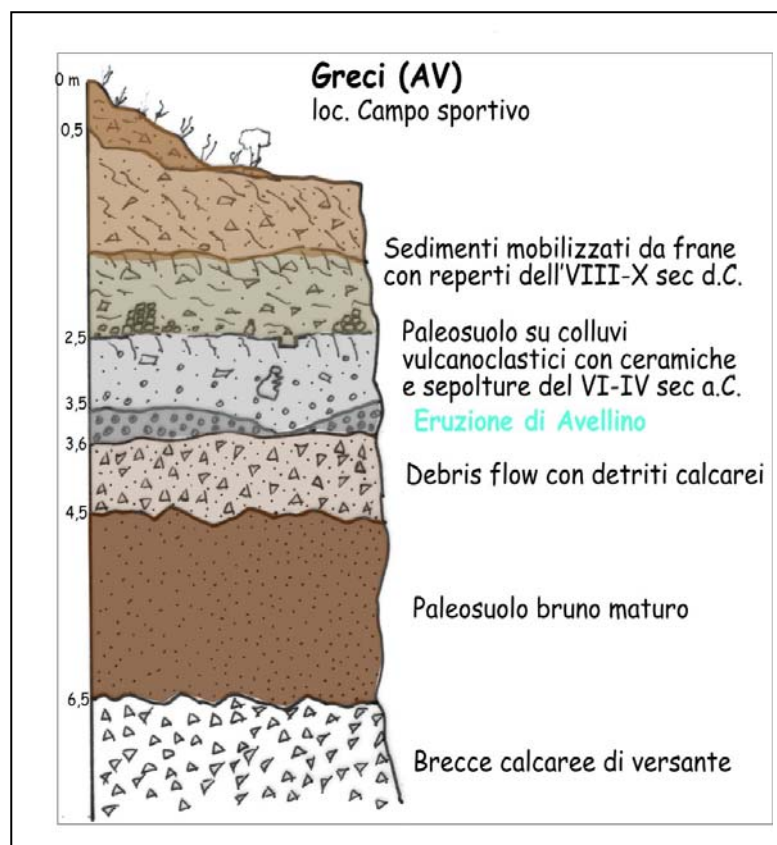 Greci (AV)
loc. Campo sportivo
0 m
0,5
Sedimenti mobilizzati da frane
con reperti dell'VIII-X sec d.C.
2,5
Paleosuolo su colluvi
vulcanoclastici con ceramiche
e sepolture del VI-IV sec a.C.
3,5
Eruzione di Avellino
3,6
Debris flow con detriti calcarei
4,5
Paleosuolo bruno maturo
6,5
Brecce calcaree di versante